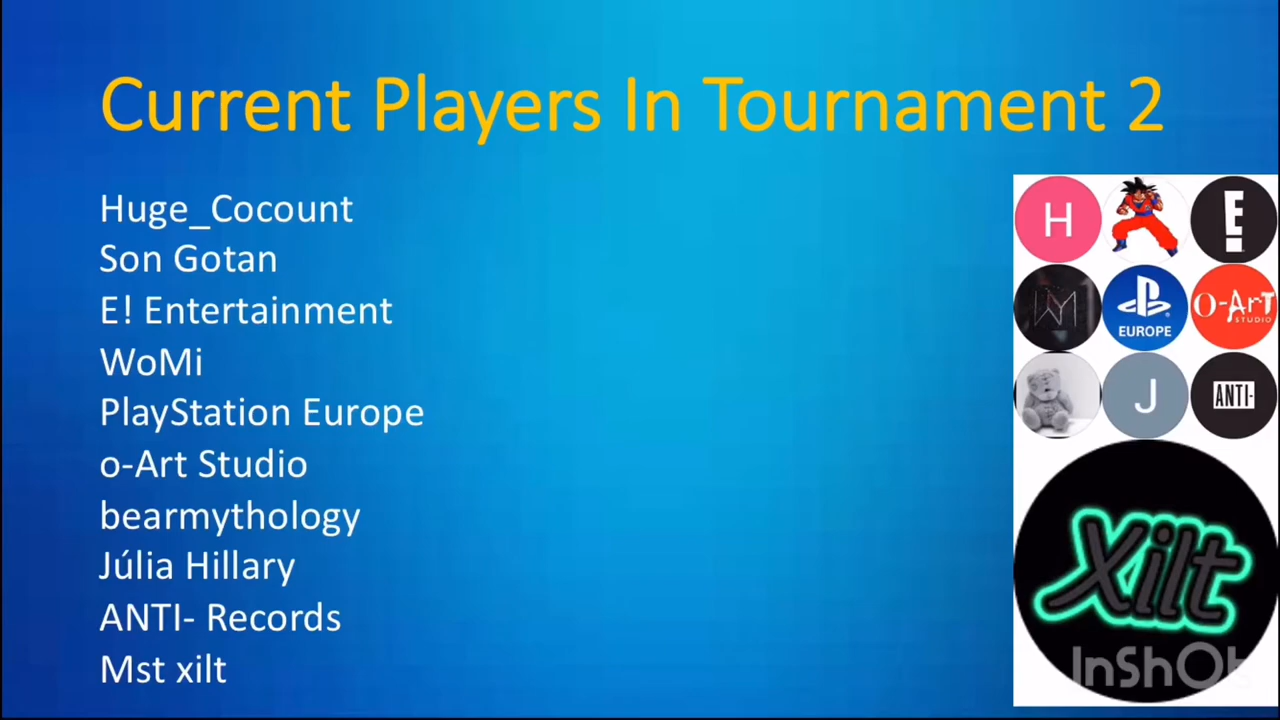 Current Players In Tournament 2
Huge_Cocount
Son Gotan
E! Entertainment
WoMi
PlayStation Europe
o-Art Studio
bearmythology
Júlia Hillary
ANTI- Records
Mst xilt
H
E!
WM
EUROPE
O-ArT
STUDIO
J
ANTI-
Xilt
InShOt